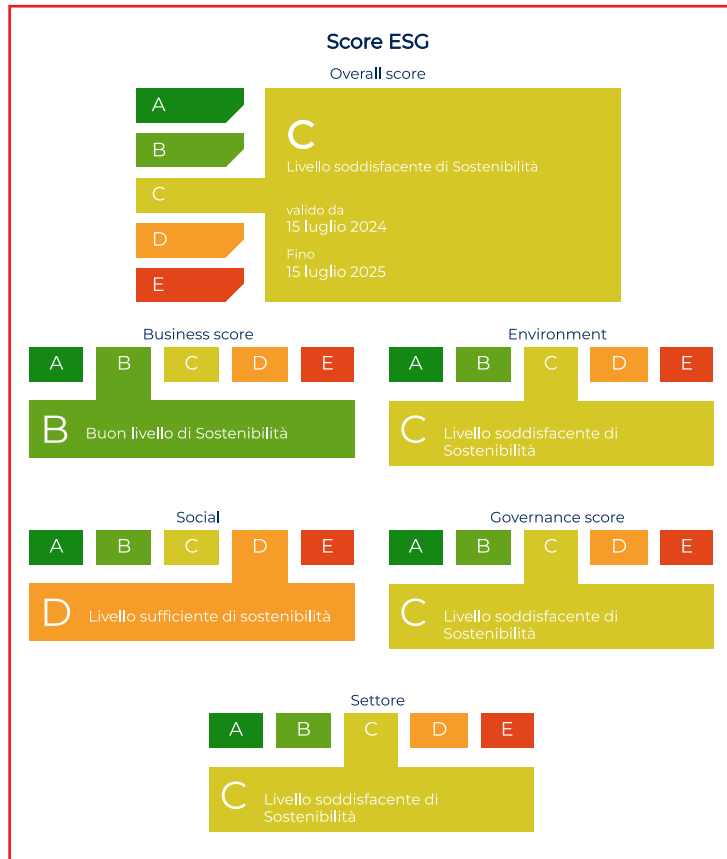 Score ESG
Overall score
A
B
C
D
E
C
Livello soddisfacente di Sostenibilità
valido da
15 luglio 2024
Fino
15 luglio 2025
Business score
A B C D E
B Buon livello di Sostenibilità
Environment
A B C D E
C Livello soddisfacente di
Sostenibilità
Social
A B C D E
D Livello sufficiente di sostenibilità
Governance score
A B C D E
C Livello soddisfacente di
Sostenibilità
Settore
A B C D E
C Livello soddisfacente di
Sostenibilità